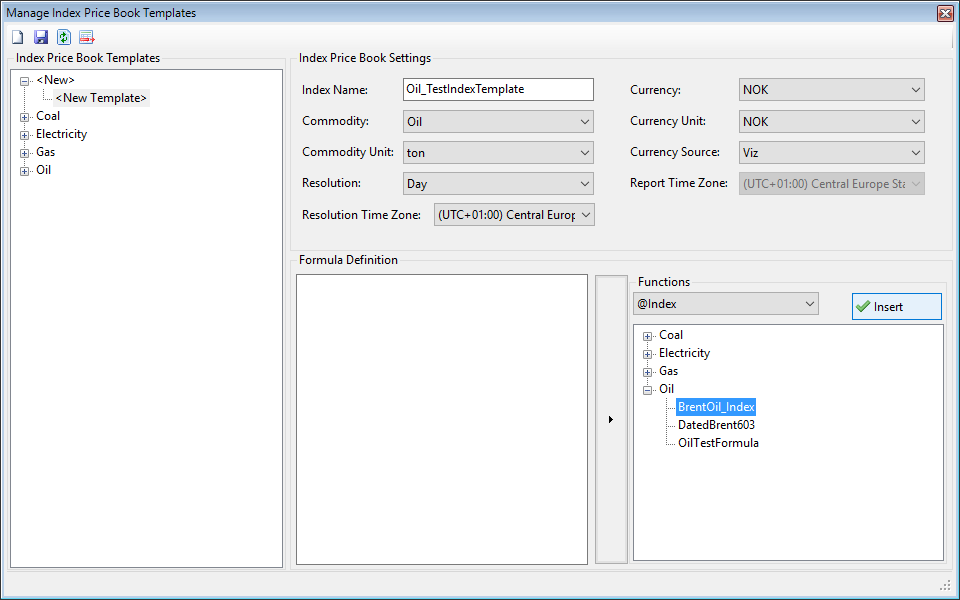 Manage Index Price Book Templates
Index Price Book Templates
<New>
<New Template>
Coal
Electricity
Gas
Oil
Index Price Book Settings
Index Name: Oil_TestIndexTemplate
Commodity: Oil
Commodity Unit: ton
Resolution: Day
Resolution Time Zone: (UTC+01:00) Central Europ
Currency: NOK
Currency Unit: NOK
Currency Source: Viz
Report Time Zone: (UTC+01:00) Central Europe Sta
Formula Definition
Functions
@Index
Insert
Coal
Electricity
Gas
Oil
BrentOil_Index
DatedBrent603
OilTestFormula